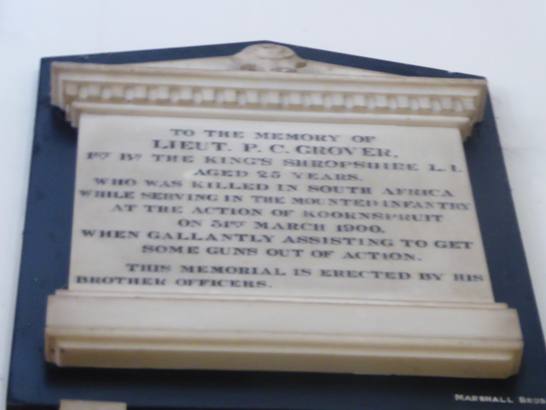 TO THE MEMORY OF
LIEUT. P. C. GROVER,
1ST BN THE KING'S SHROPSHIRE L.I.
AGED 25 YEARS.
WHO WAS KILLED IN SOUTH AFRICA
WHILE SERVING IN THE MOUNTED INFANTRY
AT THE ACTION OF KOORNSPRUIT
ON 31ST MARCH 1900.
WHEN GALLANTLY ASSISTING TO GET
SOME GUNS OUT OF ACTION.
THIS MEMORIAL IS ERECTED BY HIS
BROTHER OFFICERS.
MARSHALL BROS